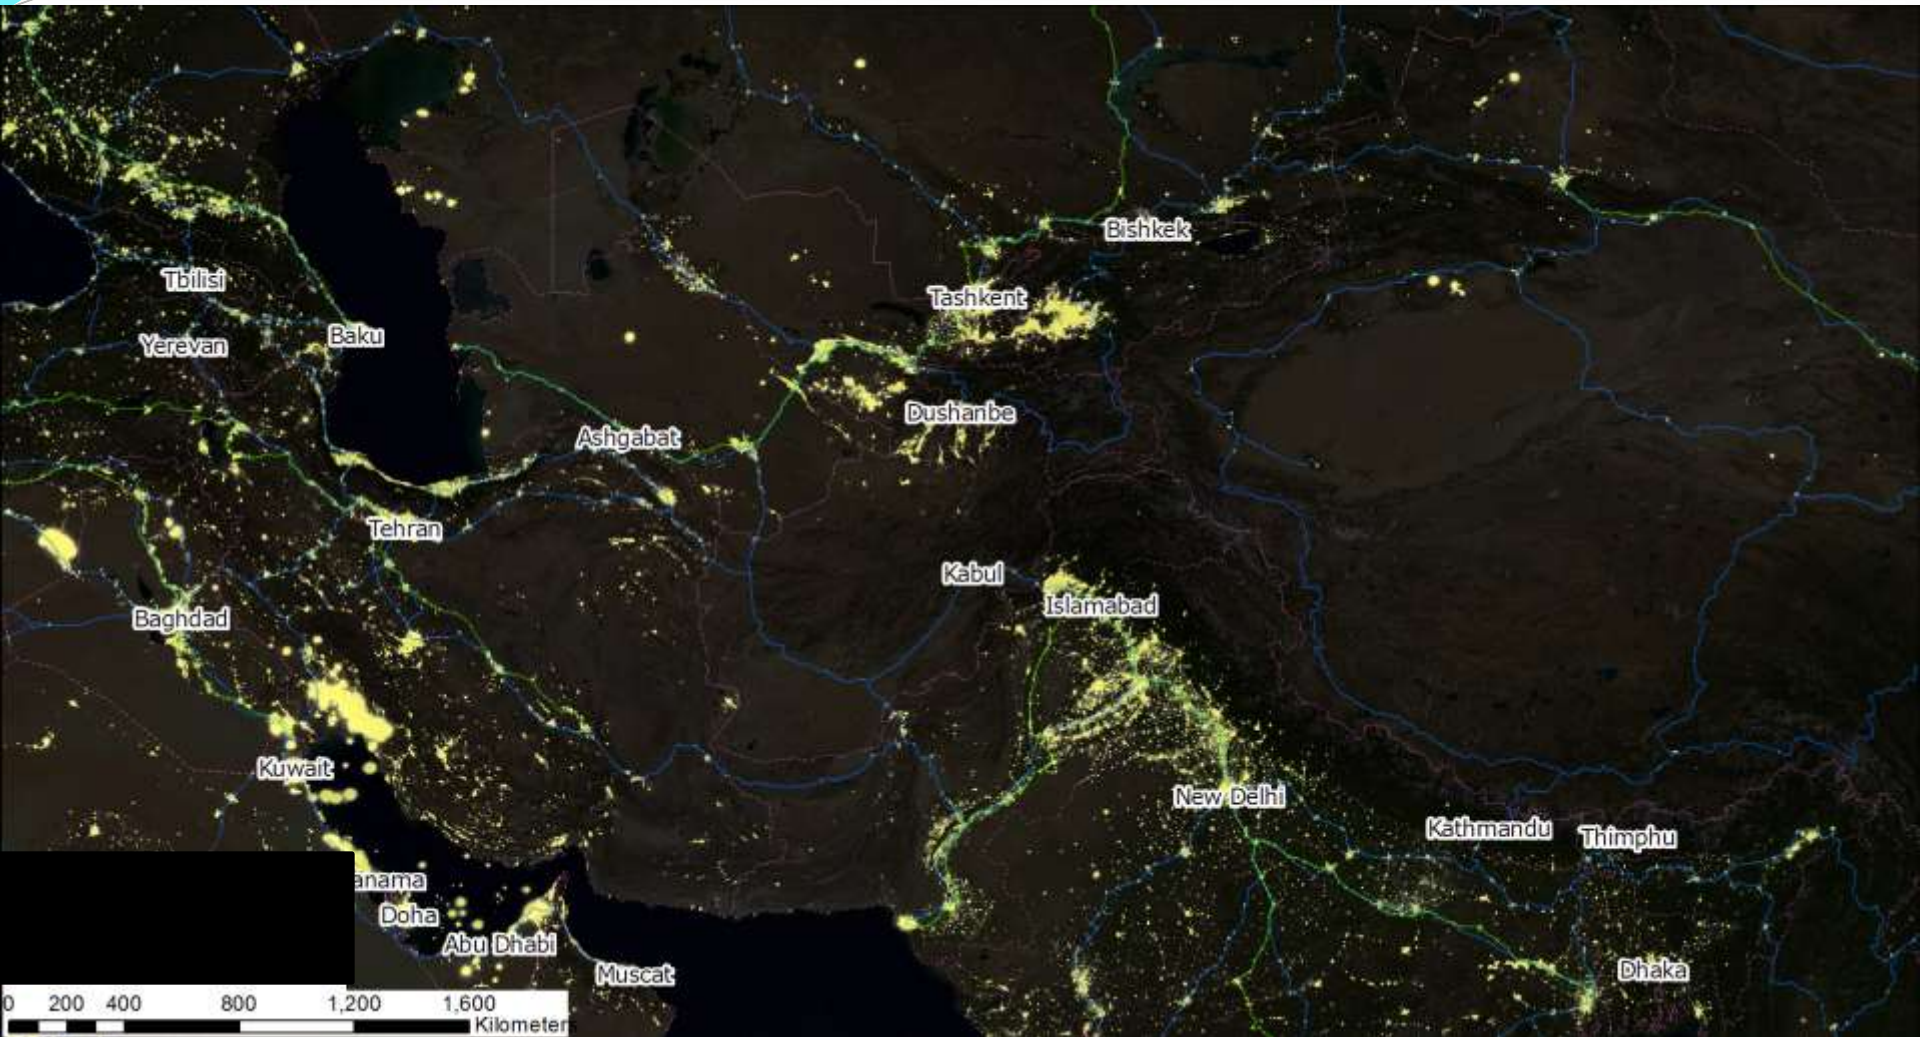 Bishkek
Tbilisi
Tashkent
Baku
Yerevan
Dushanbe
Ashgabat
Tehran
Kabul
Islamabad
Baghdad
Kuwait
New Delhi
Kathmandu
Thimphu
anama
Doha
Abu Dhabi
Muscat
Dhaka
0 200 400 800 1,200 1,600
Kilometers